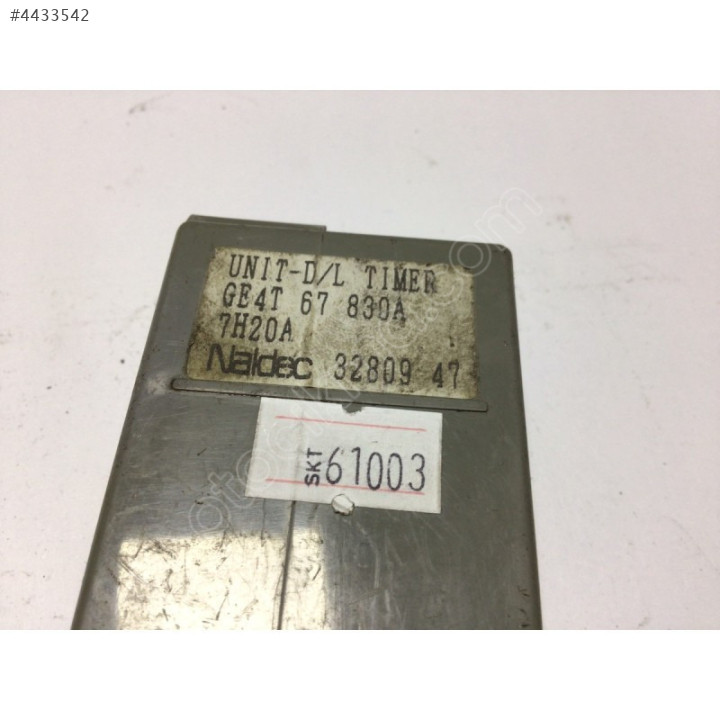 #4433542
UNIT-D/L TIMER
GE4T 67 830A
7H20A
Naldec 32809 47
SKT 61003